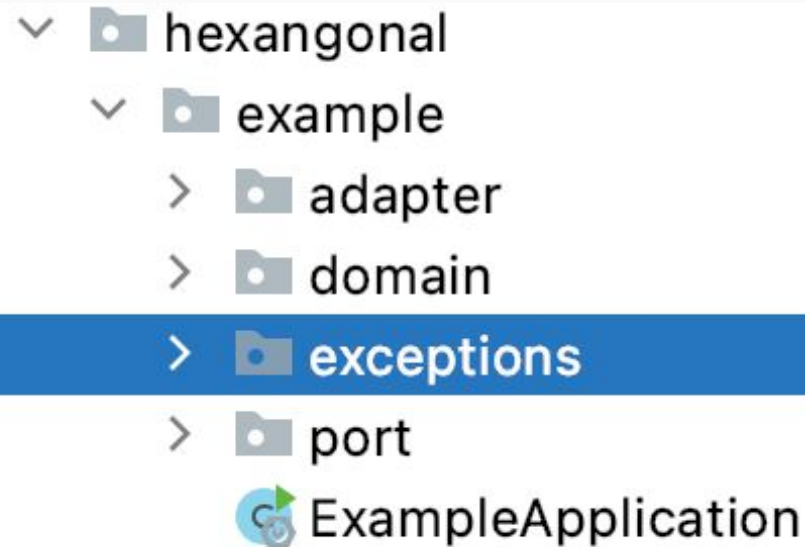 hexangonal
example
adapter
domain
exceptions
port
ExampleApplication